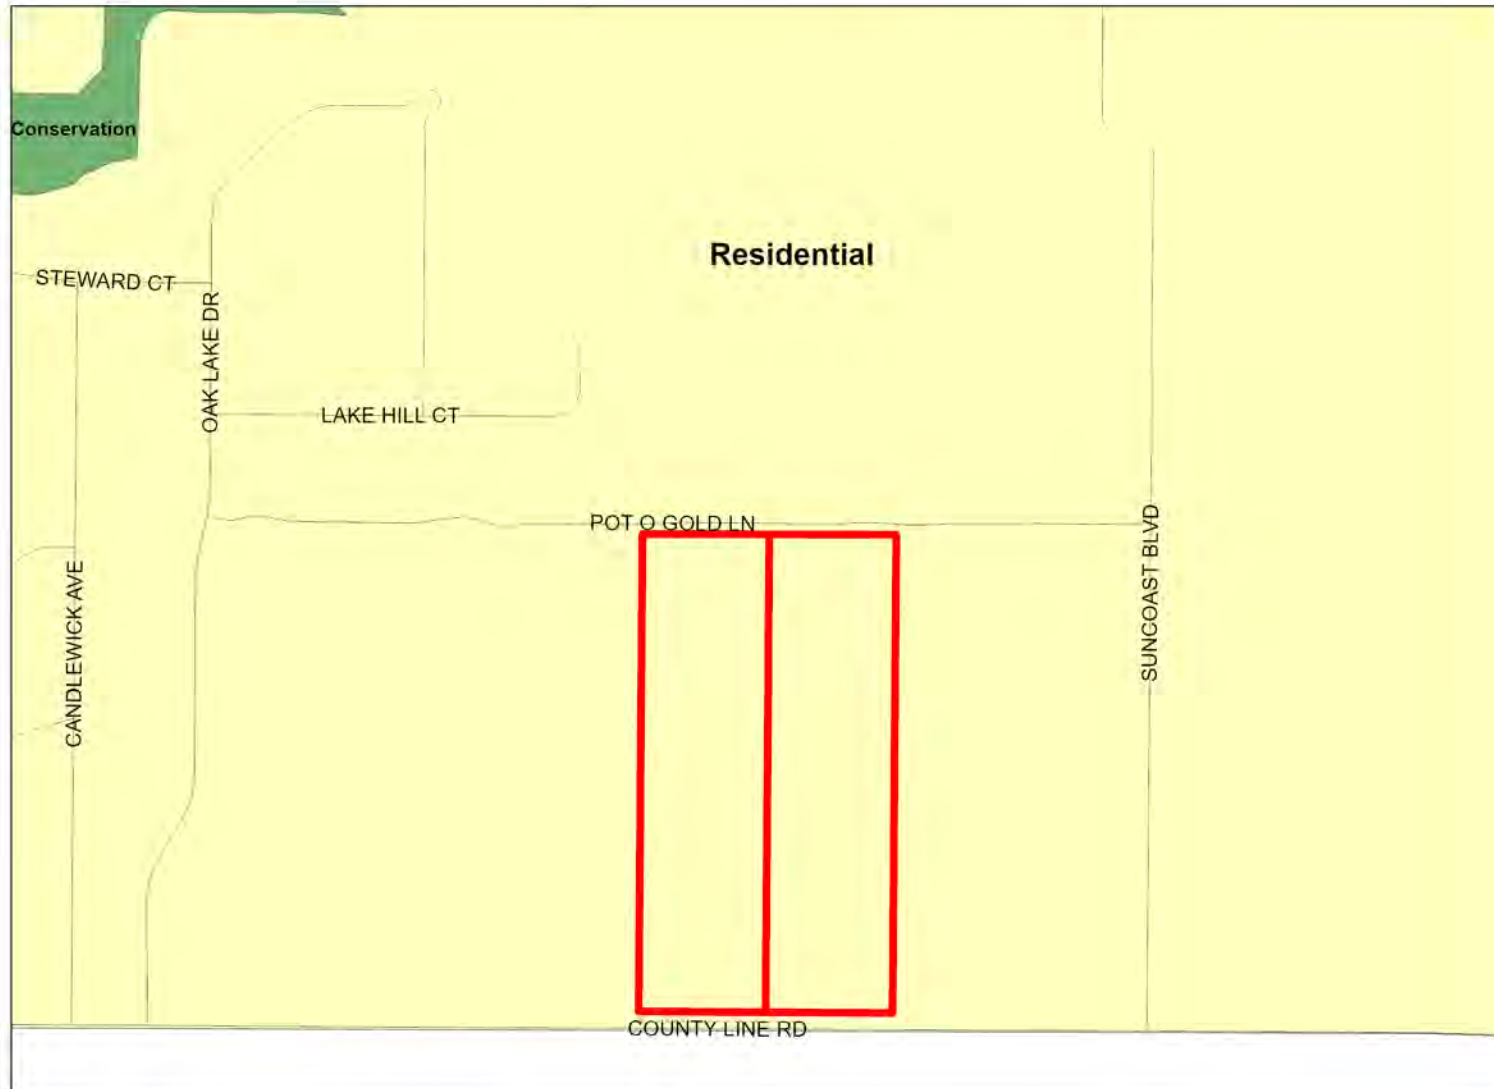 Conservation
Residential
STEWARD CT
OAK LAKE DR
LAKE HILL CT
POT O GOLD LN
SUNCOAST BLVD
CANDLEWICK AVE
COUNTY LINE RD